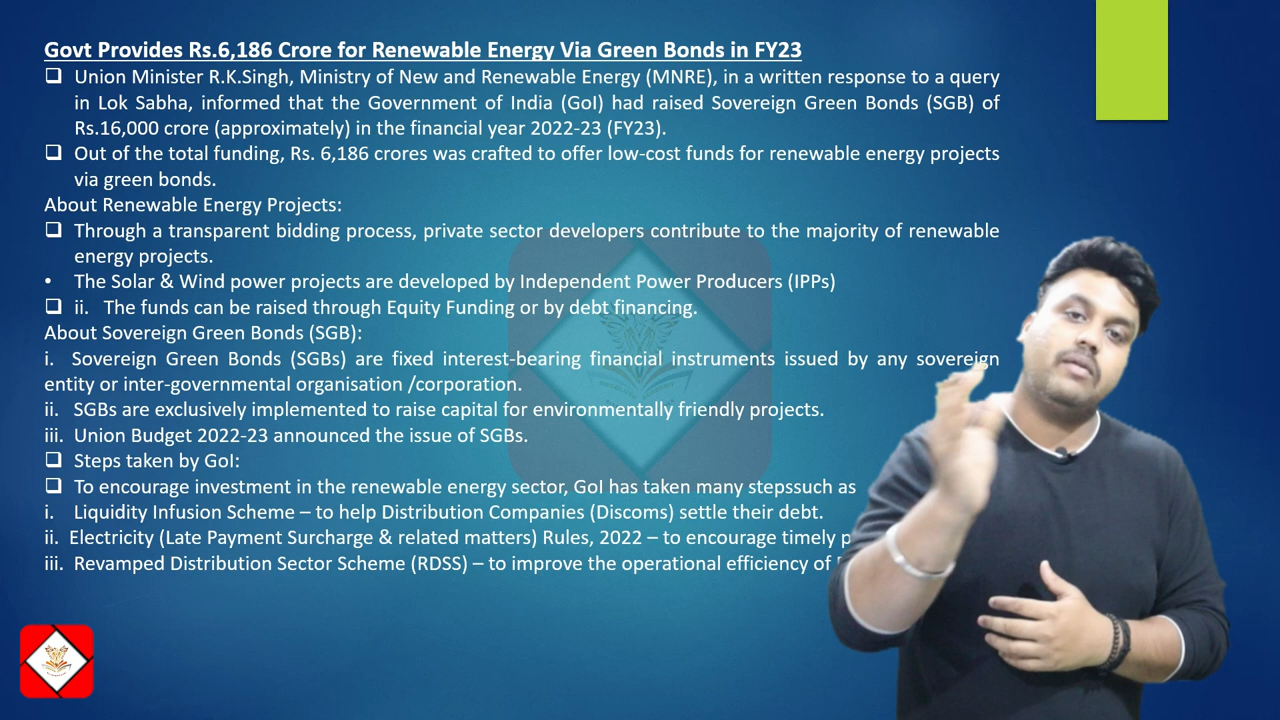 Govt Provides Rs.6,186 Crore for Renewable Energy Via Green Bonds in FY23
❑ Union Minister R.K.Singh, Ministry of New and Renewable Energy (MNRE), in a written response to a query
in Lok Sabha, informed that the Government of India (GoI) had raised Sovereign Green Bonds (SGB) of
Rs.16,000 crore (approximately) in the financial year 2022-23 (FY23).
❑ Out of the total funding, Rs. 6,186 crores was crafted to offer low-cost funds for renewable energy projects
via green bonds.
About Renewable Energy Projects:
❑ Through a transparent bidding process, private sector developers contribute to the majority of renewable
energy projects.
• The Solar & Wind power projects are developed by Independent Power Producers (IPPs)
❑ ii. The funds can be raised through Equity Funding or by debt financing.
About Sovereign Green Bonds (SGB):
i. Sovereign Green Bonds (SGBs) are fixed interest-bearing financial instruments issued by any sovereign
entity or inter-governmental organisation /corporation.
ii. SGBs are exclusively implemented to raise capital for environmentally friendly projects.
iii. Union Budget 2022-23 announced the issue of SGBs.
❑ Steps taken by GoI:
❑ To encourage investment in the renewable energy sector, GoI has taken many stepssuch as
i. Liquidity Infusion Scheme – to help Distribution Companies (Discoms) settle their debt.
ii. Electricity (Late Payment Surcharge & related matters) Rules, 2022 – to encourage timely
iii. Revamped Distribution Sector Scheme (RDSS) – to improve the operational efficiency of